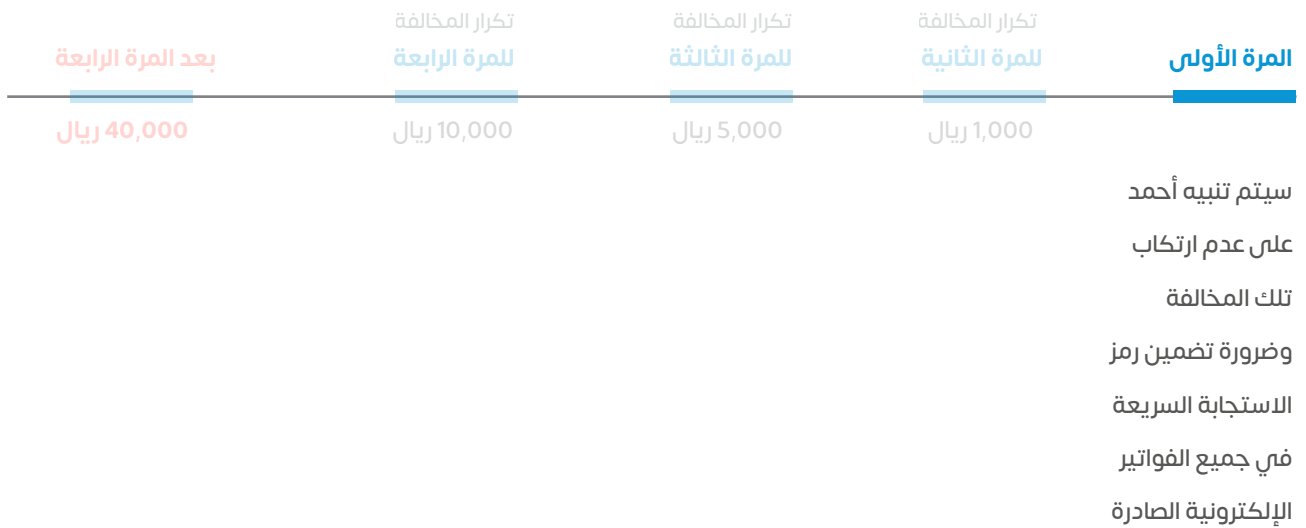 تكرار المخالفة تكرار المخالفة تكرار المخالفة
المرة الأولى للمرة الثانية للمرة الثالثة للمرة الرابعة بعد المرة الرابعة
1,000 ريال 5,000 ريال 10,000 ريال 40,000 ريال
سيتم تنبيه أحمد
على عدم ارتكاب
تلك المخالفة
وضرورة تضمين رمز
الاستجابة السريعة
في جميع الفواتير
الإلكترونية الصادرة